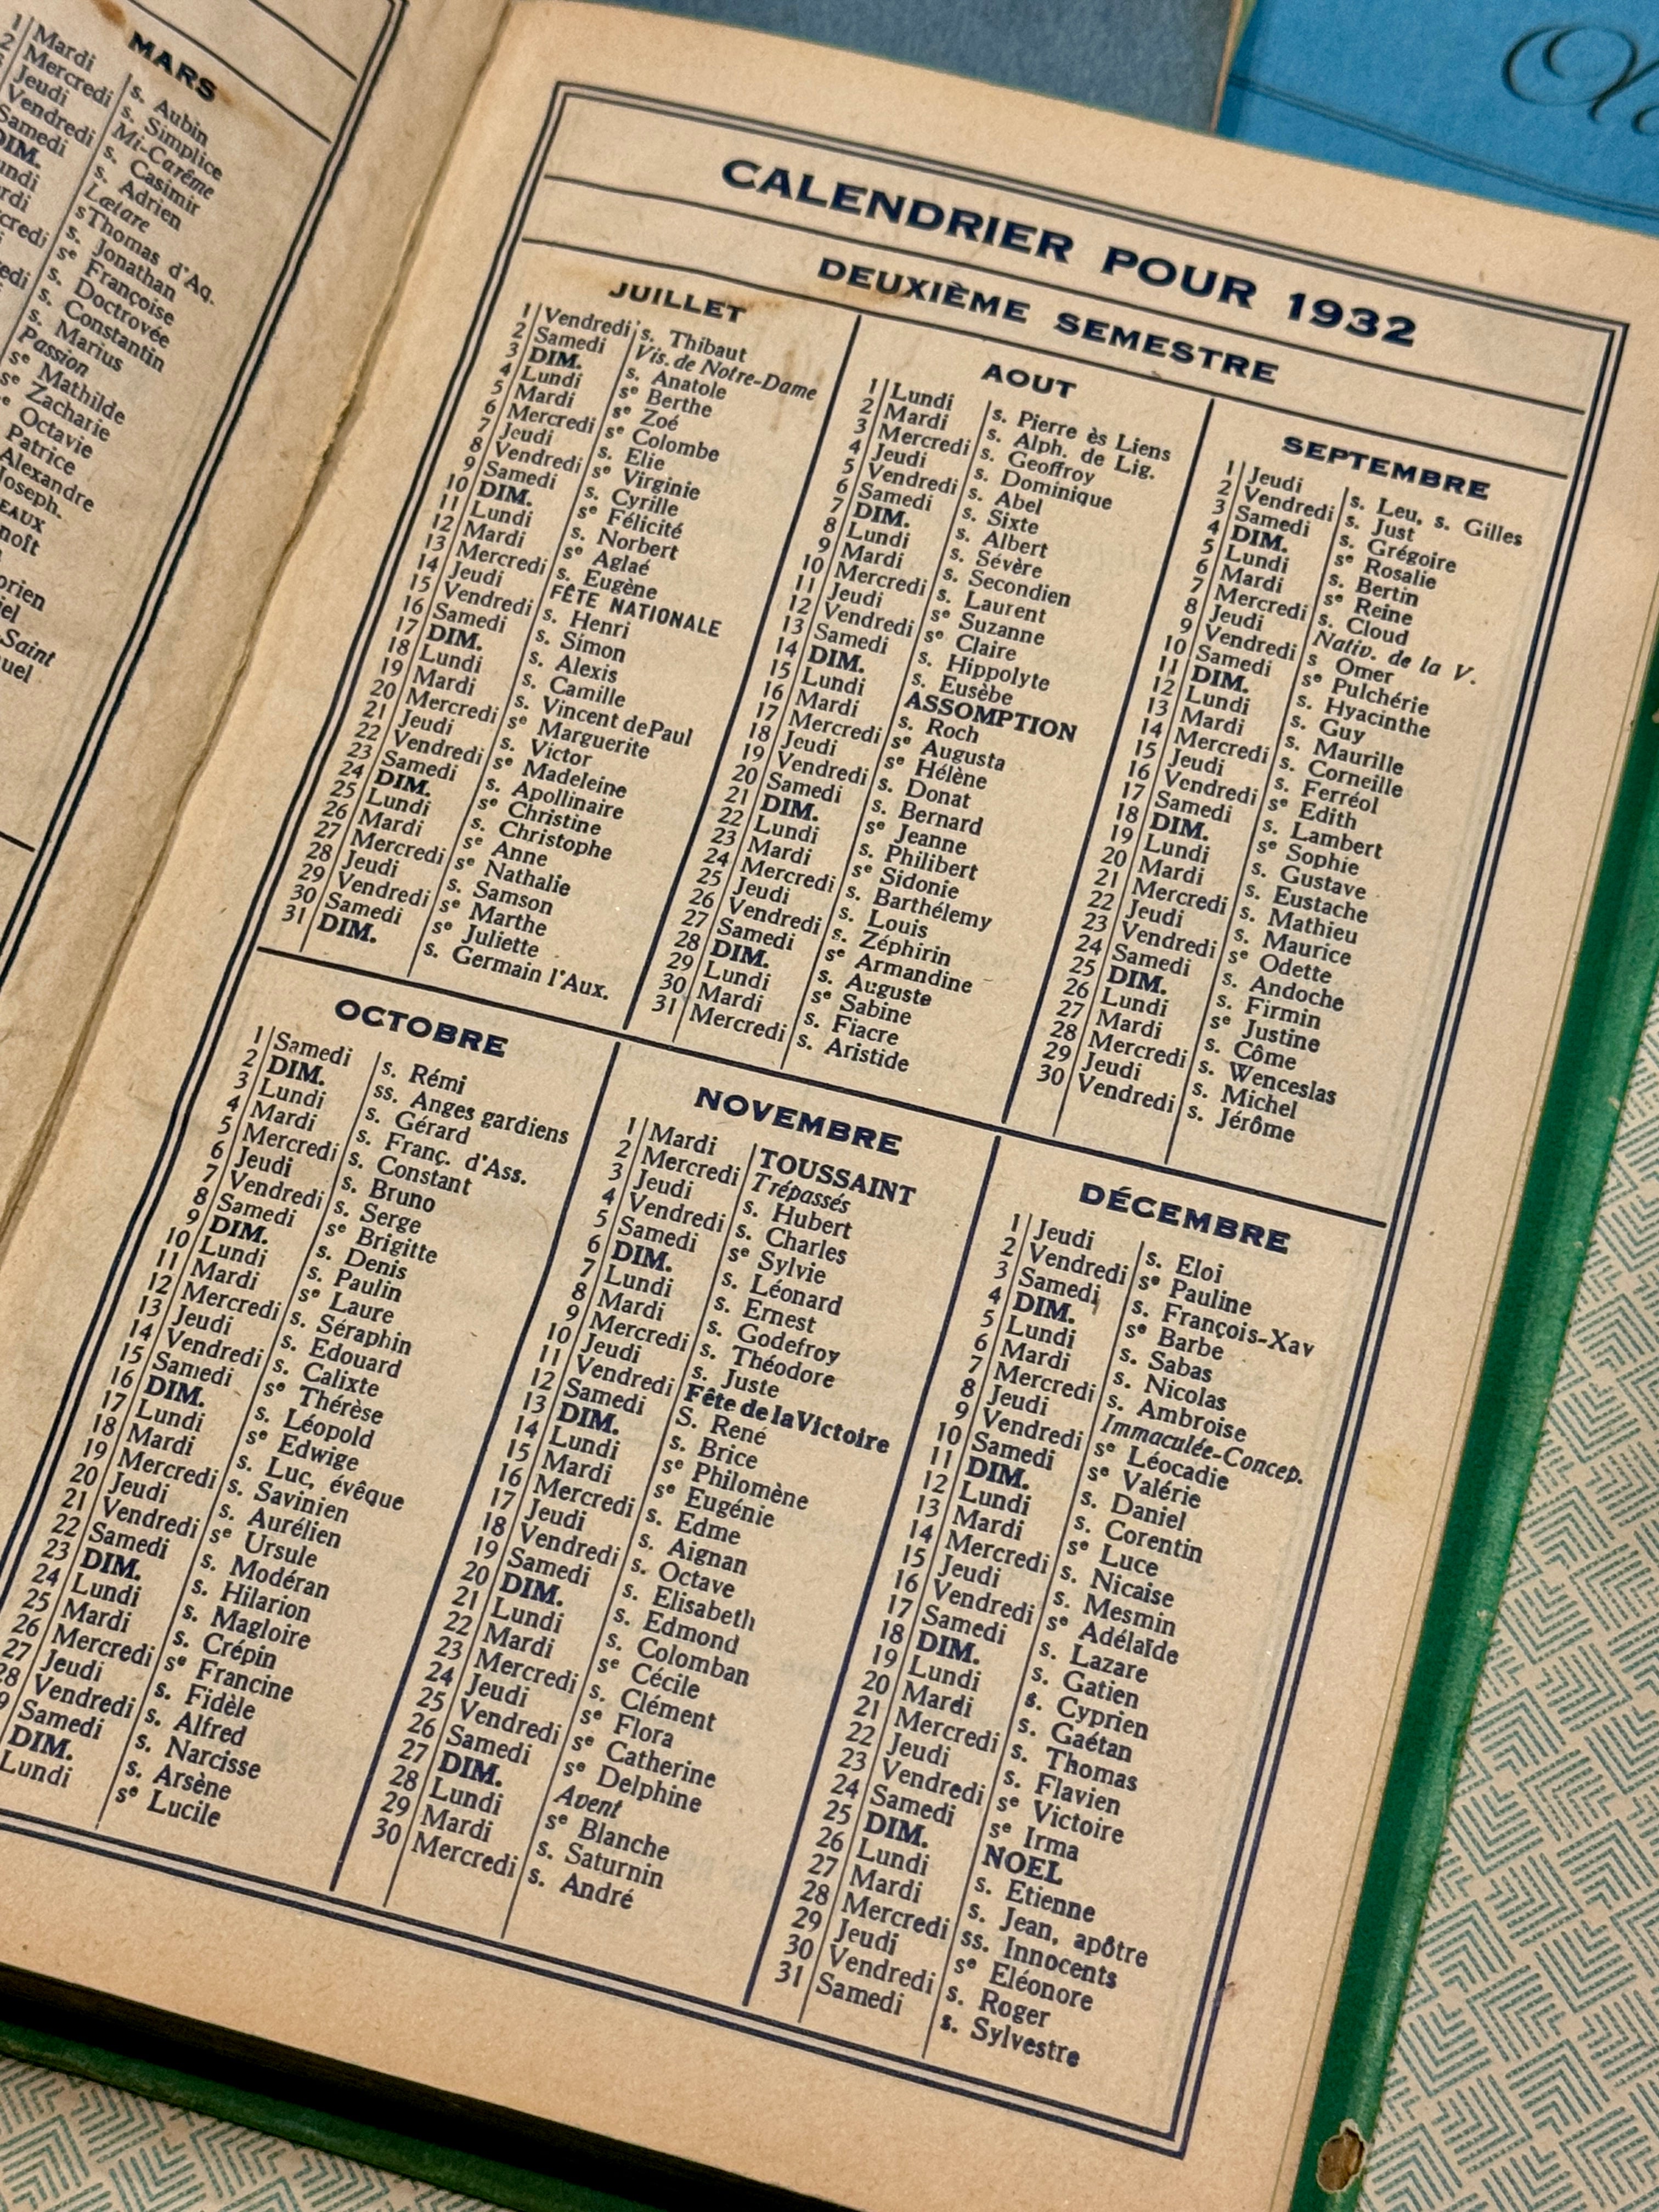 MARS
1 Mardi s. Aubin
2 Mercredi s. Simplice
Jeudi Mi-Carême
Vendredi s. Casimir
Samedi s. Adrien
DIM. Lætare
sThomas d'Aq.
s. Jonathan
sᵉ Françoise
s. Doctrovée
s. Constantin
s. Marius
Passion
sᵉ Mathilde
sᵉ Zacharie
Octavie
Patrice
Alexandre
Joseph.
Saint
CALENDRIER POUR 1932
DEUXIÈME SEMESTRE
JUILLET
1 Vendredi s. Thibaut
2 Samedi Vis. de Notre-Dame
3 DIM. s. Anatole
4 Lundi sᵉ Berthe
5 Mardi sᵉ Zoé
6 Mercredi sᵉ Colombe
7 Jeudi s. Elie
8 Vendredi sᵉ Virginie
9 Samedi s. Cyrille
10 DIM. sᵉ Félicité
11 Lundi s. Norbert
12 Mardi sᵉ Aglaé
13 Mercredi s. Eugène
14 Jeudi FÊTE NATIONALE
15 Vendredi s. Henri
16 Samedi s. Simon
17 DIM. s. Alexis
18 Lundi s. Camille
19 Mardi s. Vincent de Paul
20 Mercredi sᵉ Marguerite
21 Jeudi s. Victor
22 Vendredi sᵉ Madeleine
23 Samedi s. Apollinaire
24 DIM. sᵉ Christine
25 Lundi s. Christophe
26 Mardi sᵉ Anne
27 Mercredi sᵉ Nathalie
28 Jeudi s. Samson
29 Vendredi sᵉ Marthe
30 Samedi sᵉ Juliette
31 DIM. s. Germain l'Aux.
AOUT
1 Lundi s. Pierre ès Liens
2 Mardi s. Alph. de Lig.
3 Mercredi s. Geoffroy
4 Jeudi s. Dominique
5 Vendredi s. Abel
6 Samedi s. Sixte
7 DIM. s. Albert
8 Lundi s. Sévère
9 Mardi s. Secondien
10 Mercredi s. Laurent
11 Jeudi sᵉ Suzanne
12 Vendredi sᵉ Claire
13 Samedi s. Hippolyte
14 DIM. s. Eusèbe
15 Lundi ASSOMPTION
16 Mardi s. Roch
17 Mercredi sᵉ Augusta
18 Jeudi sᵉ Hélène
19 Vendredi s. Donat
20 Samedi s. Bernard
21 DIM. sᵉ Jeanne
22 Lundi s. Philibert
23 Mardi sᵉ Sidonie
24 Mercredi s. Barthélemy
25 Jeudi s. Louis
26 Vendredi s. Zéphirin
27 Samedi sᵉ Armandine
28 DIM. s. Auguste
29 Lundi sᵉ Sabine
30 Mardi s. Fiacre
31 Mercredi s. Aristide
SEPTEMBRE
1 Jeudi s. Leu, s. Gilles
2 Vendredi s. Just
3 Samedi s. Grégoire
4 DIM. sᵉ Rosalie
5 Lundi s. Bertin
6 Mardi sᵉ Reine
7 Mercredi s. Cloud
8 Jeudi Nativ. de la V.
9 Vendredi s Omer
10 Samedi sᵉ Pulchérie
11 DIM. s. Hyacinthe
12 Lundi s. Guy
13 Mardi s. Maurille
14 Mercredi s. Corneille
15 Jeudi s. Ferréol
16 Vendredi sᵉ Edith
17 Samedi s. Lambert
18 DIM. sᵉ Sophie
19 Lundi s. Gustave
20 Mardi s. Eustache
21 Mercredi s. Mathieu
22 Jeudi s. Maurice
23 Vendredi sᵉ Odette
24 Samedi s. Andoche
25 DIM. s. Firmin
26 Lundi sᵉ Justine
27 Mardi s. Côme
28 Mercredi s. Wenceslas
29 Jeudi s. Michel
30 Vendredi s. Jérôme
OCTOBRE
1 Samedi s. Rémi
2 DIM. ss. Anges gardiens
3 Lundi s. Gérard
4 Mardi s. Franç. d'Ass.
5 Mercredi s. Constant
6 Jeudi s. Bruno
7 Vendredi s. Serge
8 Samedi sᵉ Brigitte
9 DIM. s. Denis
10 Lundi s. Paulin
11 Mardi sᵉ Laure
12 Mercredi s. Séraphin
13 Jeudi s. Edouard
14 Vendredi s. Calixte
15 Samedi sᵉ Thérèse
16 DIM. s. Léopold
17 Lundi sᵉ Edwige
18 Mardi s. Luc, évêque
19 Mercredi s. Savinien
20 Jeudi s. Aurélien
21 Vendredi sᵉ Ursule
22 Samedi s. Modéran
23 DIM. s. Hilarion
24 Lundi s. Magloire
25 Mardi s. Crépin
26 Mercredi sᵉ Francine
27 Jeudi s. Fidèle
28 Vendredi s. Alfred
9 Samedi s. Narcisse
DIM. s. Arsène
Lundi sᵉ Lucile
NOVEMBRE
1 Mardi TOUSSAINT
2 Mercredi Trépassés
3 Jeudi s. Hubert
4 Vendredi s. Charles
5 Samedi sᵉ Sylvie
6 DIM. s. Léonard
7 Lundi s. Ernest
8 Mardi s. Godefroy
9 Mercredi s. Théodore
10 Jeudi s. Juste
11 Vendredi Fête de la Victoire
12 Samedi S. René
13 DIM. s. Brice
14 Lundi sᵉ Philomène
15 Mardi sᵉ Eugénie
16 Mercredi s. Edme
17 Jeudi s. Aignan
18 Vendredi s. Octave
19 Samedi s. Elisabeth
20 DIM. s. Edmond
21 Lundi s. Colomban
22 Mardi sᵉ Cécile
23 Mercredi s. Clément
24 Jeudi sᵉ Flora
25 Vendredi sᵉ Catherine
26 Samedi sᵉ Delphine
27 DIM. Avent
28 Lundi sᵉ Blanche
29 Mardi s. Saturnin
30 Mercredi s. André
DÉCEMBRE
1 Jeudi s. Eloi
2 Vendredi sᵉ Pauline
3 Samedi s. François-Xav
4 DIM. sᵉ Barbe
5 Lundi s. Sabas
6 Mardi s. Nicolas
7 Mercredi s. Ambroise
8 Jeudi Immaculée-Concep.
9 Vendredi sᵉ Léocadie
10 Samedi sᵉ Valérie
11 DIM. s. Daniel
12 Lundi s. Corentin
13 Mardi sᵉ Luce
14 Mercredi s. Nicaise
15 Jeudi s. Mesmin
16 Vendredi sᵉ Adélaïde
17 Samedi s. Lazare
18 DIM. s. Gatien
19 Lundi s. Cyprien
20 Mardi s. Gaétan
21 Mercredi s. Thomas
22 Jeudi s. Flavien
23 Vendredi sᵉ Victoire
24 Samedi sᵉ Irma
25 DIM. NOEL
26 Lundi s. Etienne
27 Mardi s. Jean, apôtre
28 Mercredi ss. Innocents
29 Jeudi sᵉ Eléonore
30 Vendredi s. Roger
31 Samedi s. Sylvestre